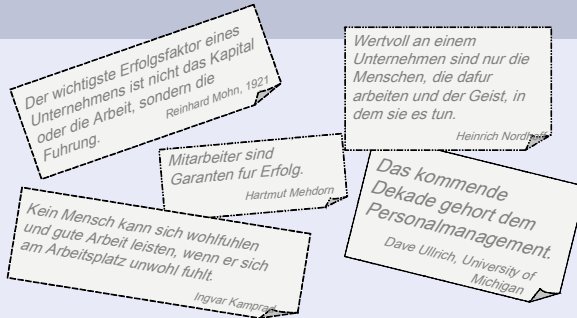 Der wichtigste Erfolgsfaktor eines
Unternehmens ist nicht das Kapital
oder die Arbeit, sondern die
Fuhrung.
Reinhard Mohn, 1921
Wertvoll an einem
Unternehmen sind nur die
Menschen, die dafur
arbeiten und der Geist, in
dem sie es tun.
Heinrich Nordhoff
Mitarbeiter sind
Garanten fur Erfolg.
Hartmut Mehdorn
Das kommende
Dekade gehort dem
Personalmanagement.
Dave Ullrich, University of
Michigan
Kein Mensch kann sich wohlfuhlen
und gute Arbeit leisten, wenn er sich
am Arbeitsplatz unwohl fuhlt.
Ingvar Kamprad